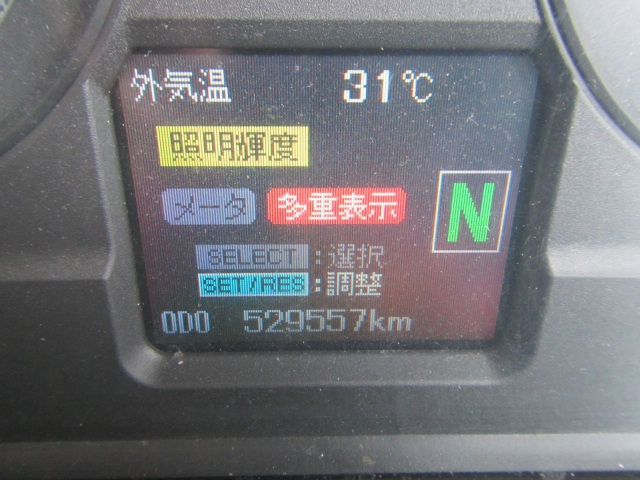 外気温 31℃
照明輝度
メータ 多重表示 N
SELECT:選択
SET/RES:調整
ODO 529557km